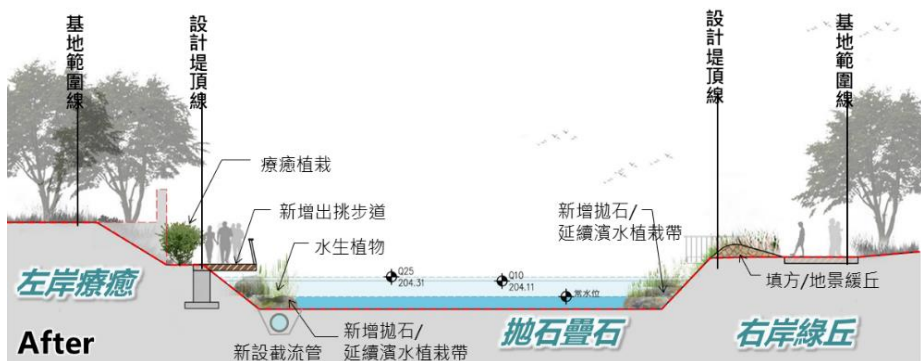 基地範圍線
設計堤頂線
設計堤頂線
基地範圍線
療癒植栽
新增出挑步道
水生植物
新增拋石/
延續濱水植栽帶
Q25
204.31
Q10
204.11
常水位
填方/地景緩丘
左岸療癒
拋石疊石
右岸綠丘
After
新設截流管
新增拋石/
延續濱水植栽帶